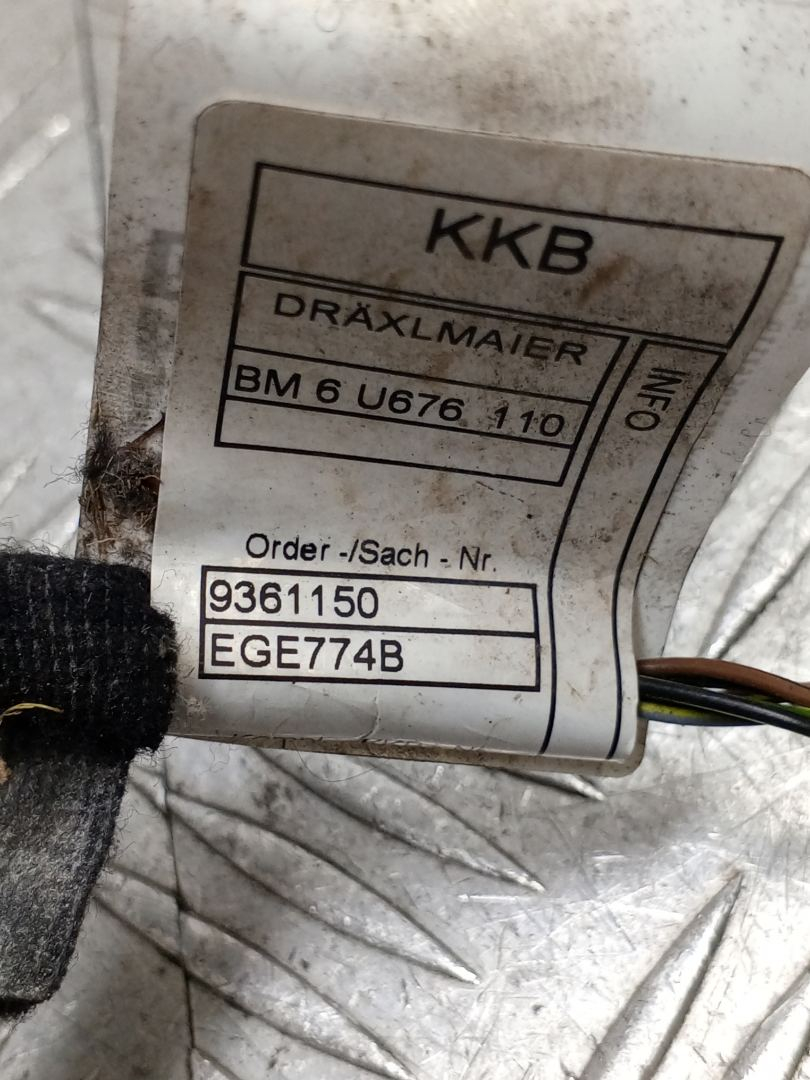 KKB
DRÄXLMAIER
INFO
BM 6 U676 110
Order -/Sach - Nr.
9361150
EGE774B